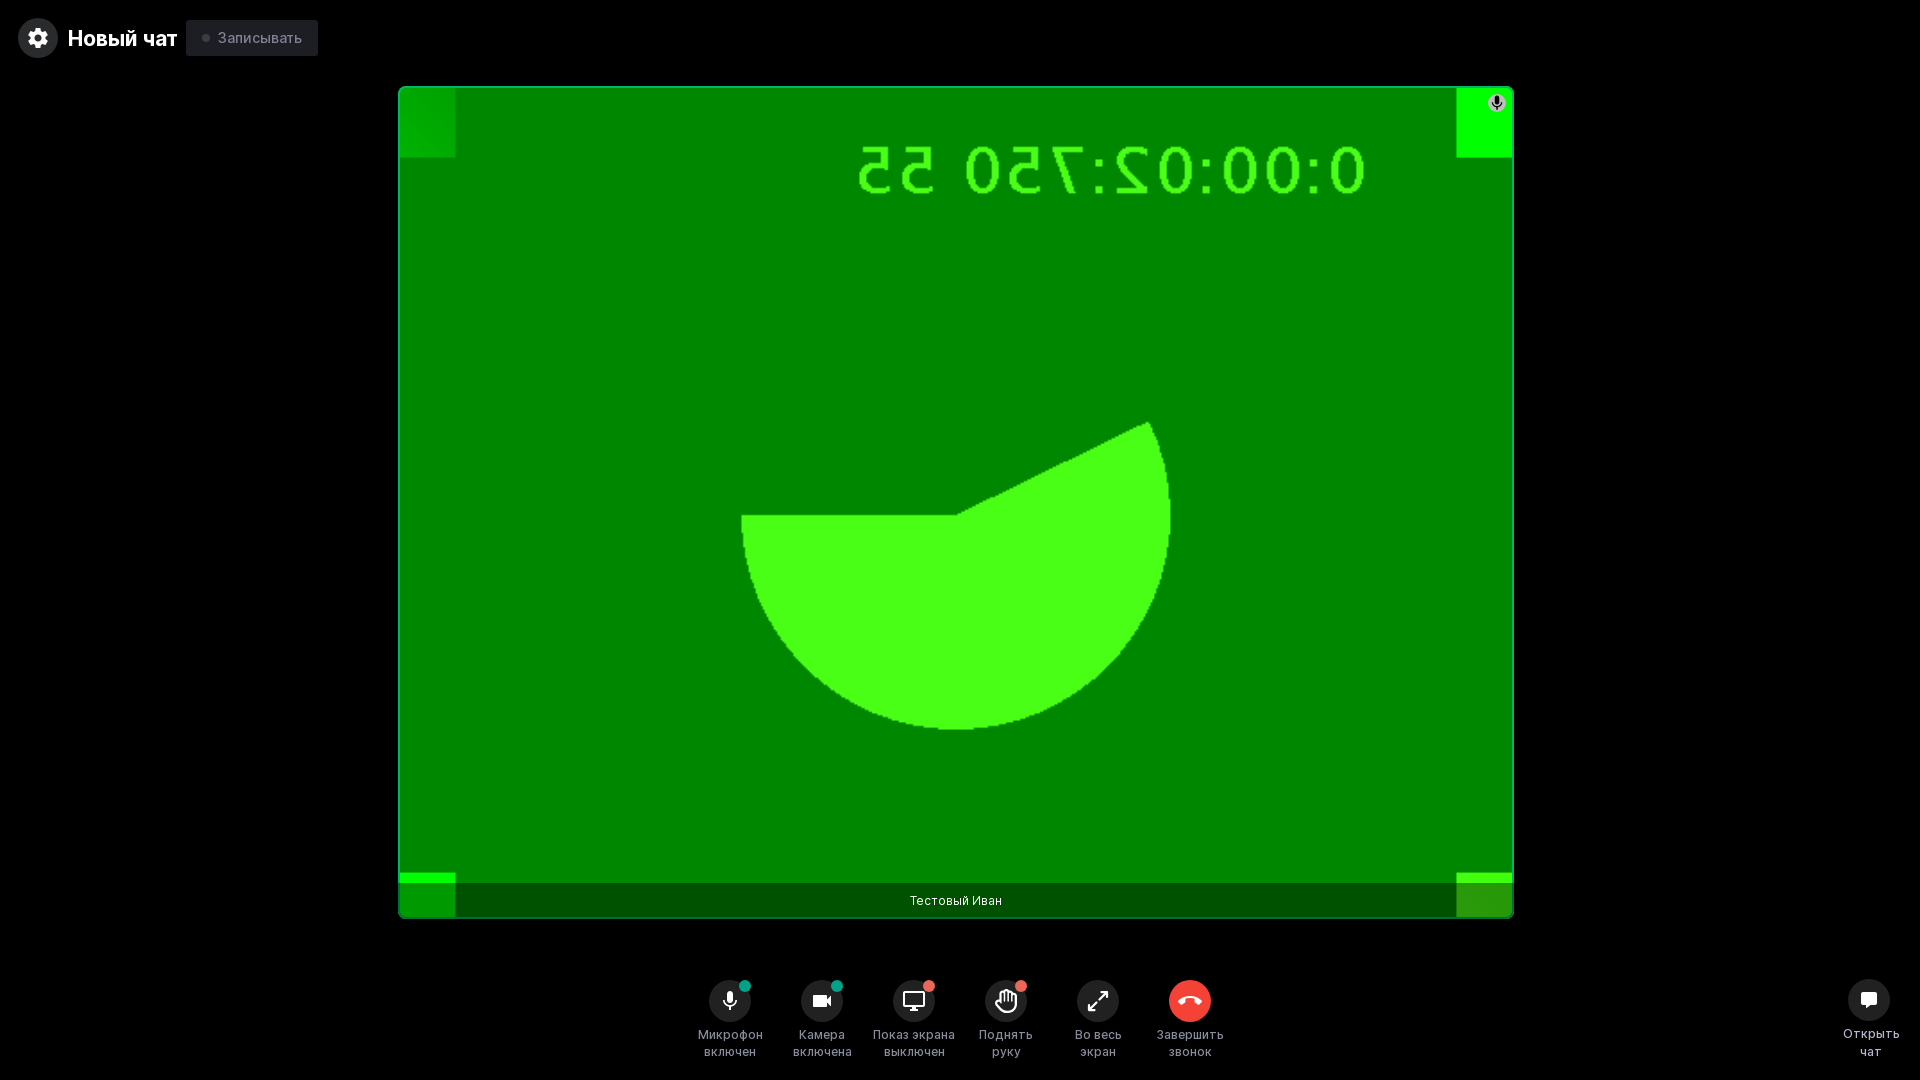 Новый чат
Записывать
0:00:02:750 55
Тестовый Иван
Микрофон включен
Камера включена
Показ экрана выключен
Поднять руку
Во весь экран
Завершить звонок
Открыть чат